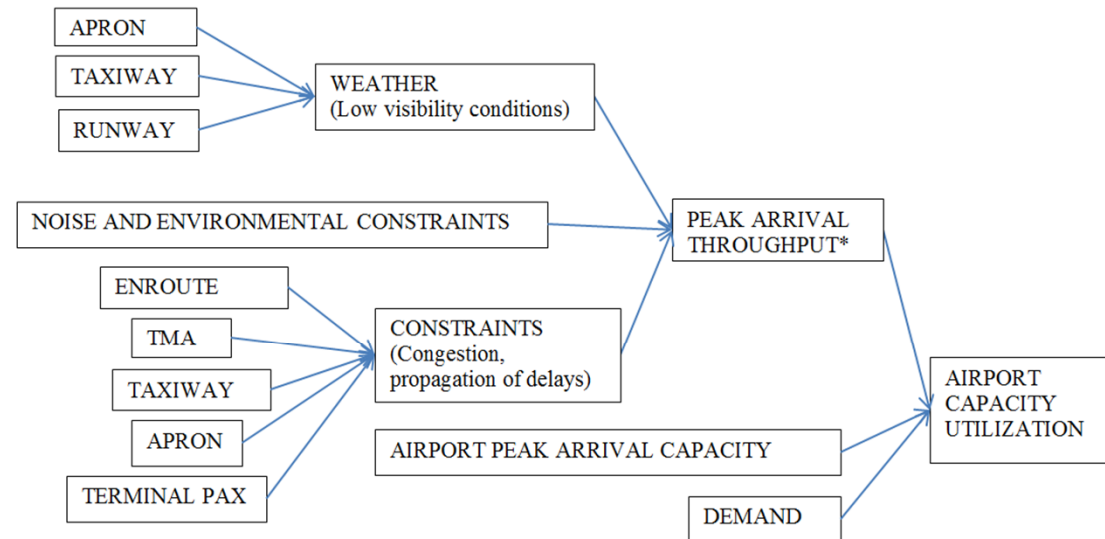 APRON
TAXIWAY
RUNWAY
WEATHER
(Low visibility conditions)
NOISE AND ENVIRONMENTAL CONSTRAINTS
PEAK ARRIVAL
THROUGHPUT*
ENROUTE
TMA
TAXIWAY
APRON
TERMINAL PAX
CONSTRAINTS
(Congestion,
propagation of delays)
AIRPORT PEAK ARRIVAL CAPACITY
DEMAND
AIRPORT
CAPACITY
UTILIZATION